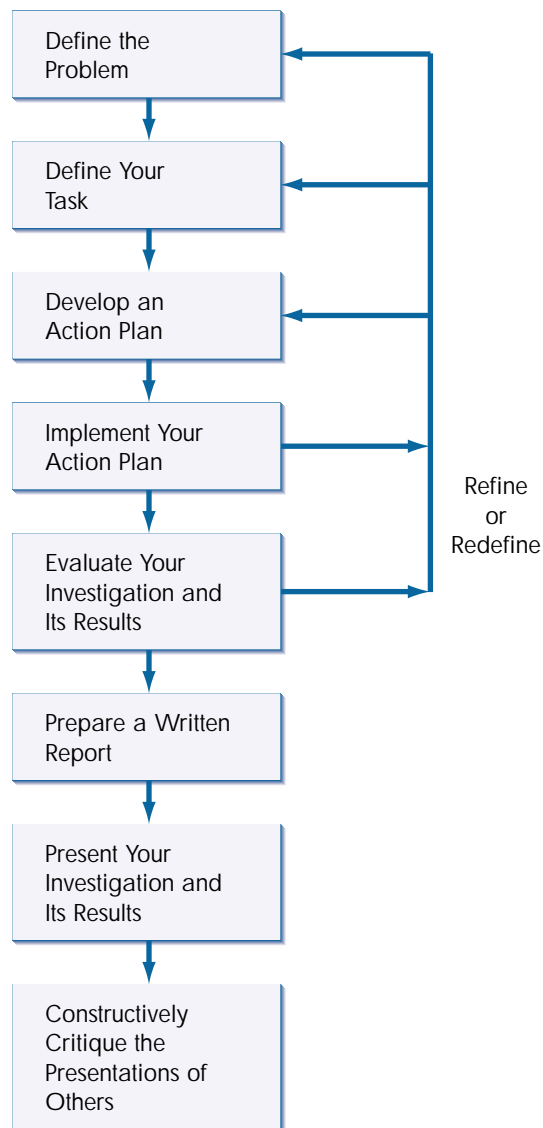 Define the
Problem
Define Your
Task
Develop an
Action Plan
Implement Your
Action Plan
Refine
or
Redefine
Evaluate Your
Investigation and
Its Results
Prepare a Written
Report
Present Your
Investigation and
Its Results
Constructively
Critique the
Presentations of
Others